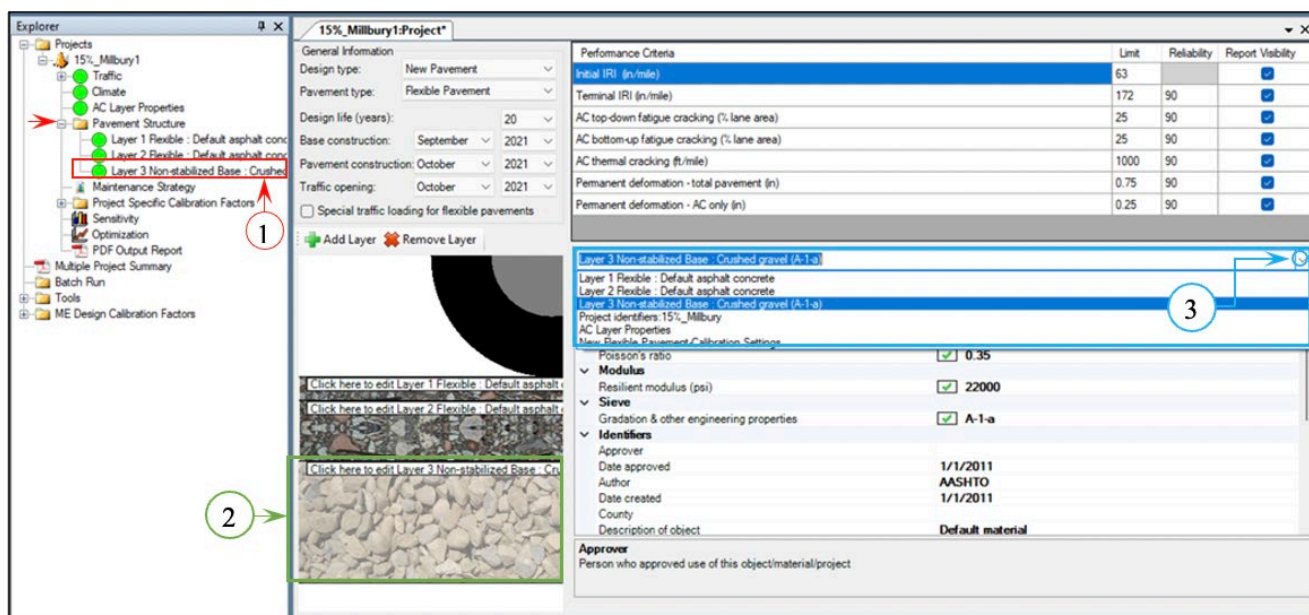 Explorer
Projects
15%_Millbury1
Traffic
Climate
AC Layer Properties
Pavement Structure
Layer 1 Flexible : Default asphalt conc
Layer 2 Flexible : Default asphalt conc
Layer 3 Non-stabilized Base : Crushed
Maintenance Strategy
Project Specific Calibration Factors
Sensitivity
Optimization
PDF Output Report
Multiple Project Summary
Batch Run
Tools
ME Design Calibration Factors
1
15%_Millbury1:Project*
General Information
Design type: New Pavement
Pavement type: Flexible Pavement
Design life (years): 20
Base construction: September 2021
Pavement construction: October 2021
Traffic opening: October 2021
Special traffic loading for flexible pavements
Add Layer Remove Layer
Click here to edit Layer 1 Flexible : Default asphalt
Click here to edit Layer 2 Flexible : Default asphalt
Click here to edit Layer 3 Non-stabilized Base : Cru
2
Performance Criteria Limit Reliability Report Visibility
Initial IRI (in/mile) 63
Terminal IRI (in/mile) 172 90
AC top-down fatigue cracking (% lane area) 25 90
AC bottom-up fatigue cracking (% lane area) 25 90
AC thermal cracking (ft/mile) 1000 90
Permanent deformation - total pavement (in) 0.75 90
Permanent deformation - AC only (in) 0.25 90
Layer 3 Non-stabilized Base : Crushed gravel (A-1-a)
Layer 1 Flexible : Default asphalt concrete
Layer 2 Flexible : Default asphalt concrete
Layer 3 Non-stabilized Base : Crushed gravel (A-1-a)
Project identifiers:15%_Millbury
AC Layer Properties
New Flexible Pavement-Calibration Settings
3
Poisson's ratio 0.35
Modulus
Resilient modulus (psi) 22000
Sieve
Gradation & other engineering properties A-1-a
Identifiers
Approver
Date approved 1/1/2011
Author AASHTO
Date created 1/1/2011
County
Description of object Default material
Approver
Person who approved use of this object/material/project